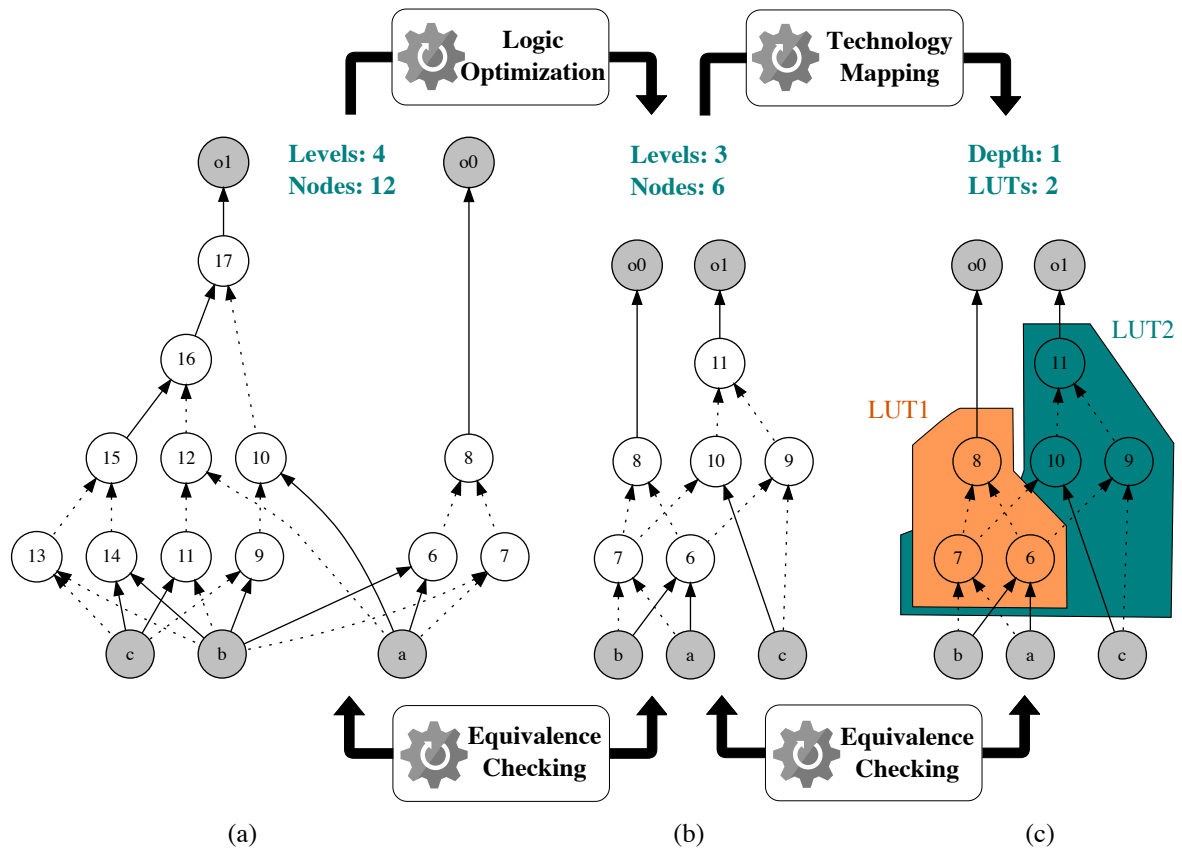 Logic
Optimization
Technology
Mapping
Levels: 4
Nodes: 12
Levels: 3
Nodes: 6
Depth: 1
LUTs: 2
o1
o0
17
16
15
12
10
8
13
14
11
9
6
7
c
b
a
o0
o1
11
8
10
9
7
6
b
a
c
o0
o1
LUT2
11
LUT1
8
10
9
7
6
b
a
c
Equivalence
Checking
Equivalence
Checking
(a)
(b)
(c)